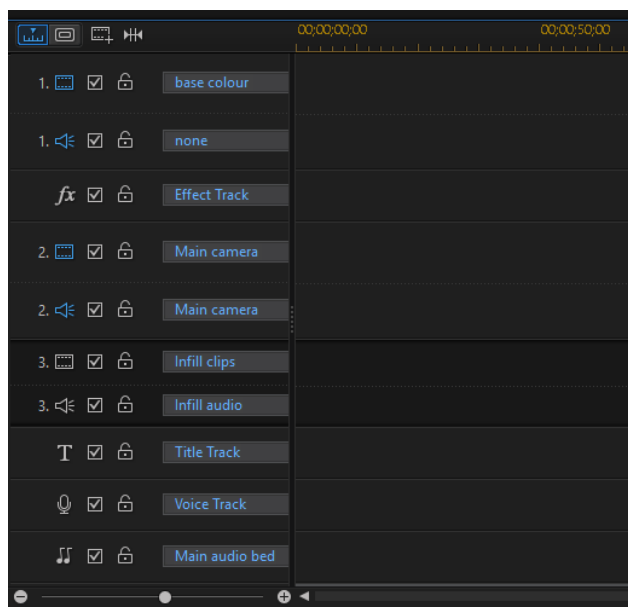 00;00;00;00 00;00;50;00
1. base colour
1. none
fx Effect Track
2. Main camera
2. Main camera
3. Infill clips
3. Infill audio
T Title Track
Voice Track
Main audio bed